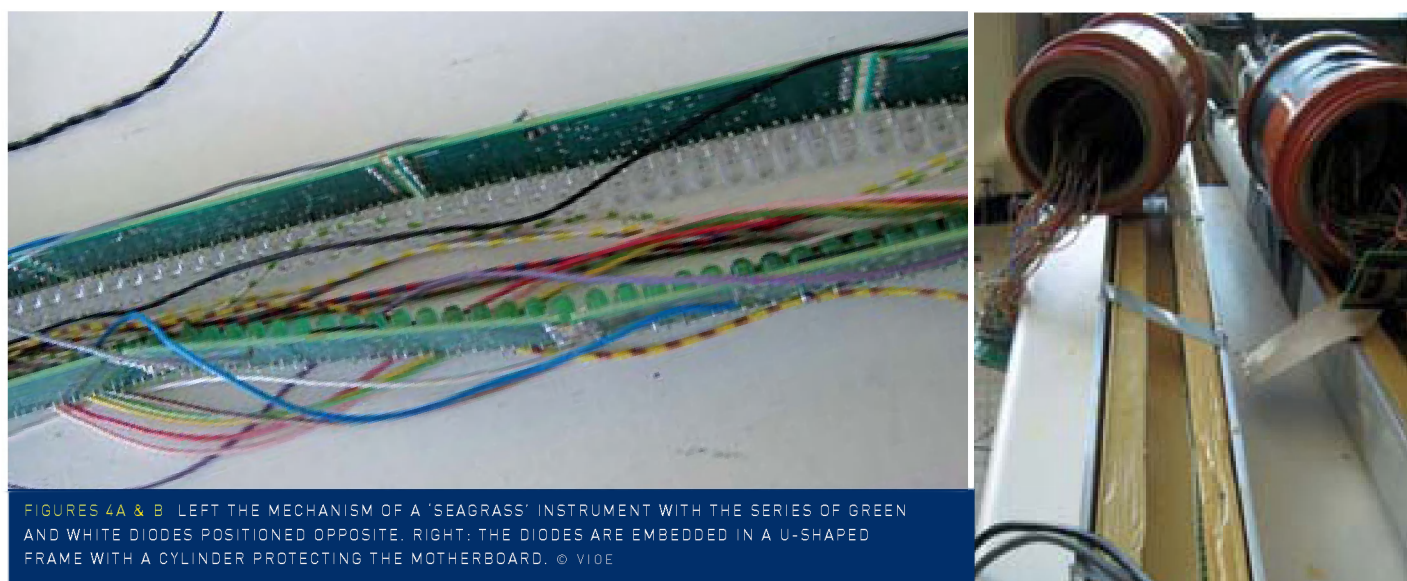 FIGURES 4A & B LEFT THE MECHANISM OF A ‘SEAGRASS’ INSTRUMENT WITH THE SERIES OF GREEN
AND WHITE DIODES POSITIONED OPPOSITE. RIGHT: THE DIODES ARE EMBEDDED IN A U-SHAPED
FRAME WITH A CYLINDER PROTECTING THE MOTHERBOARD. © VIOE